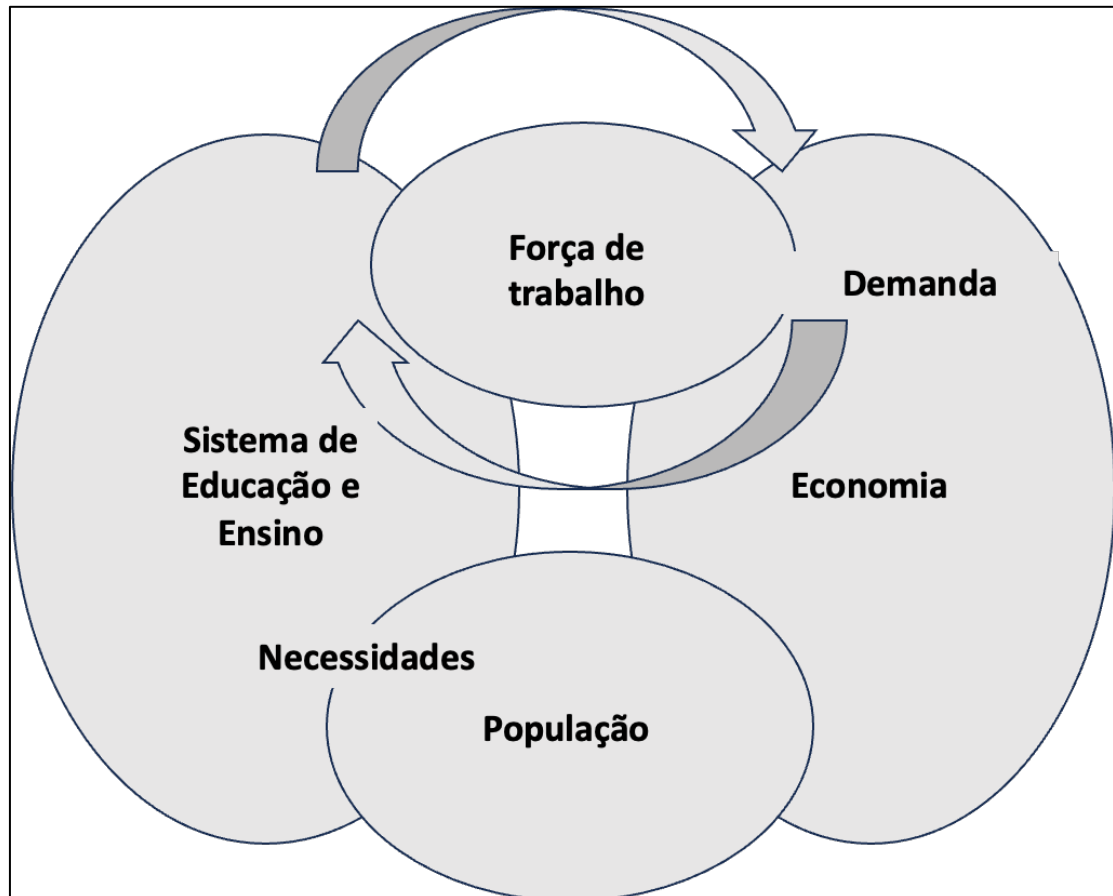 Força de
trabalho
Demanda
Sistema de
Educação e
Ensino
Economia
Necessidades
População